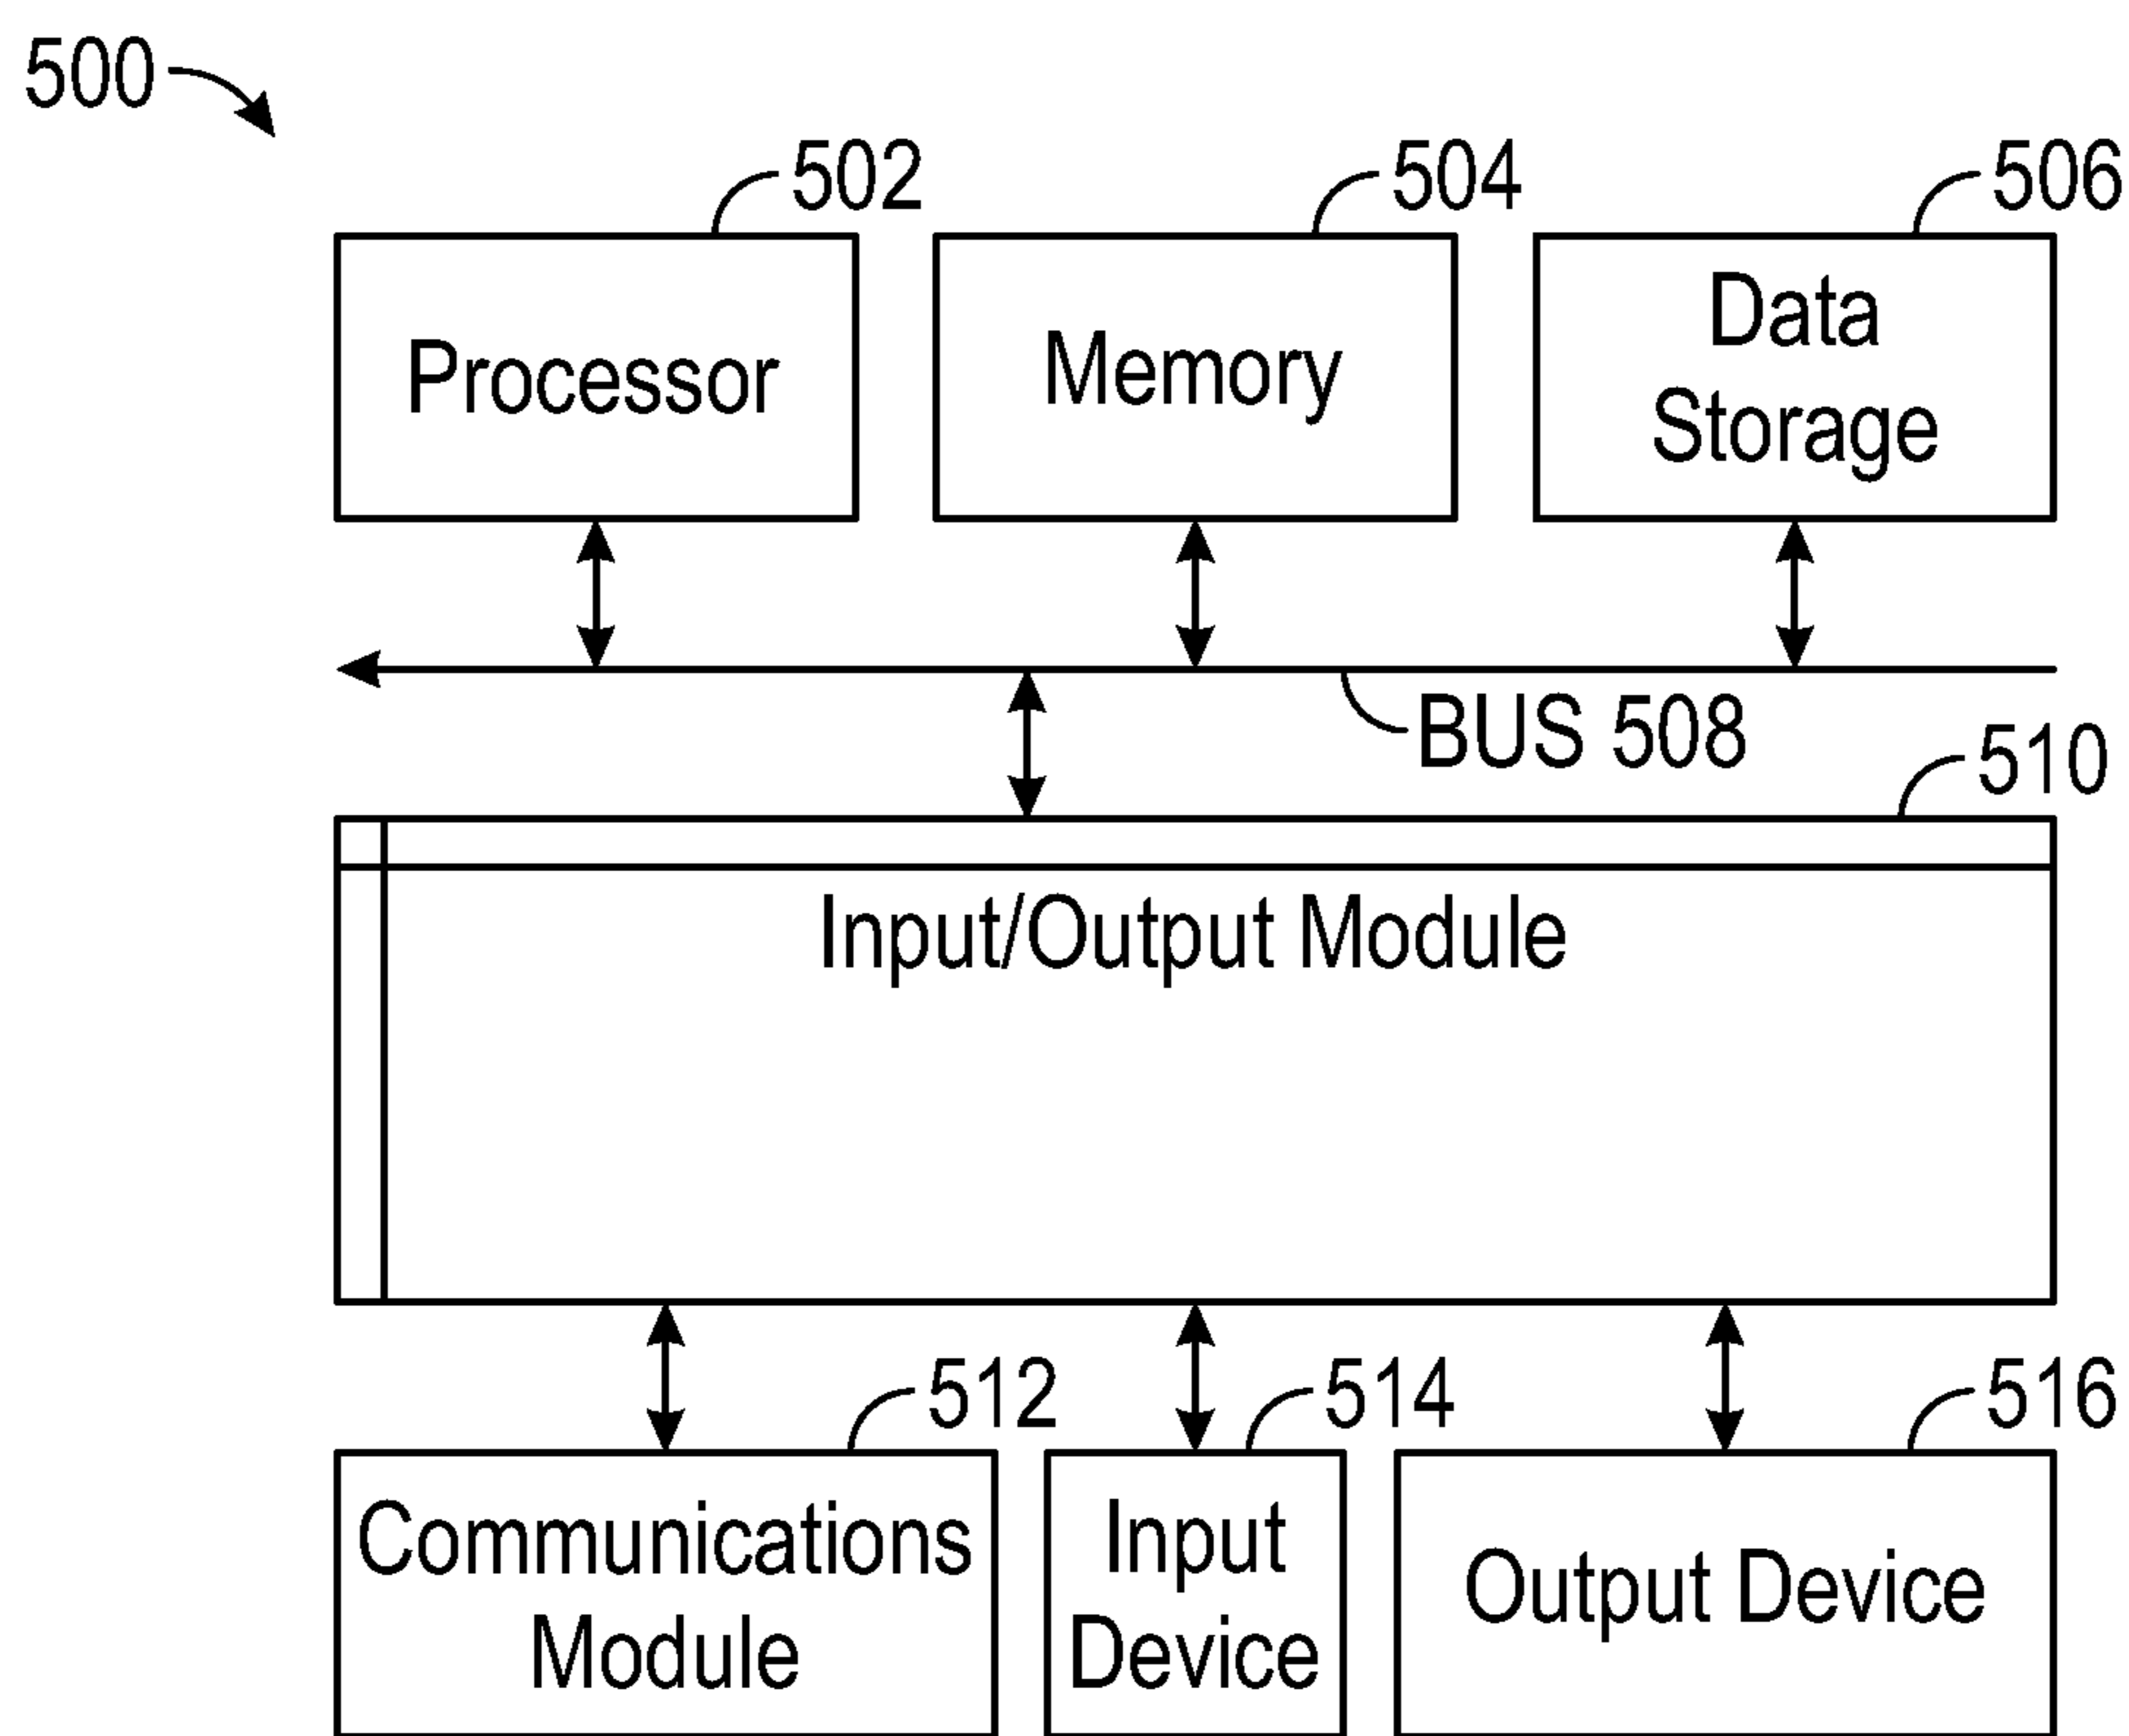 500
502
504
506
Processor
Memory
Data
Storage
BUS 508
510
Input/Output Module
512
514
516
Communications
Module
Input
Device
Output Device